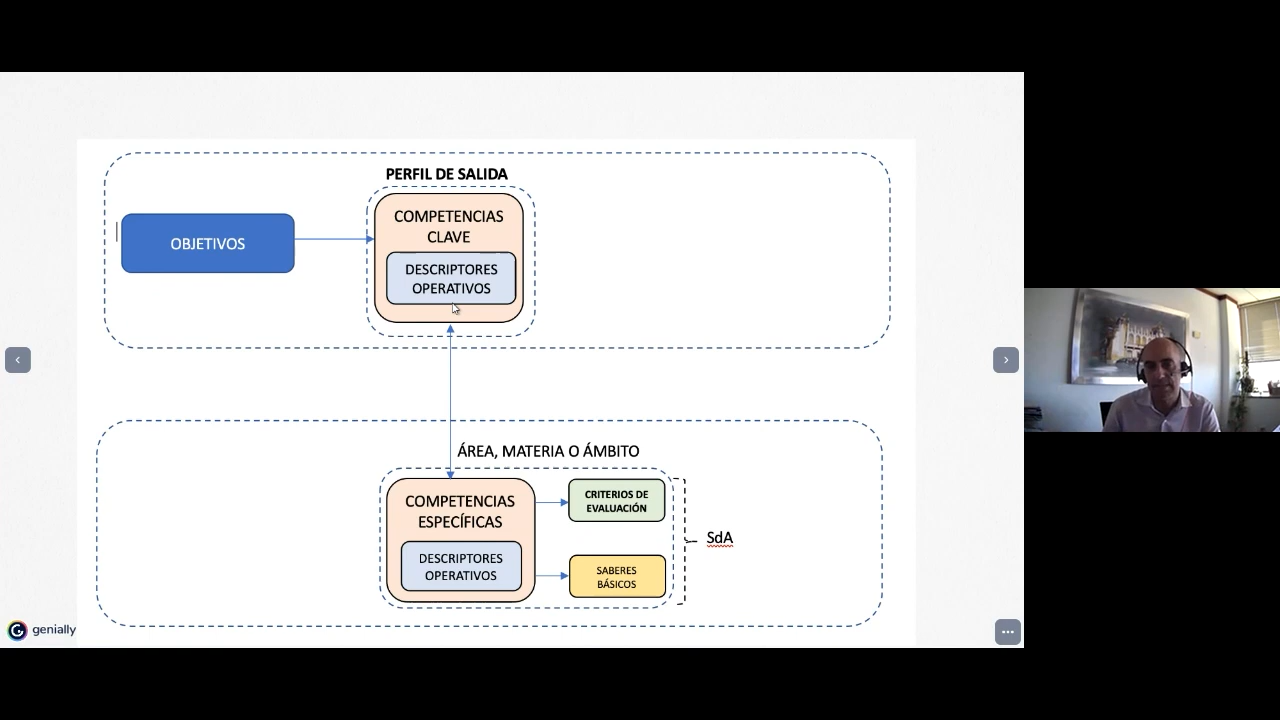 PERFIL DE SALIDA
OBJETIVOS
COMPETENCIAS
CLAVE
DESCRIPTORES
OPERATIVOS
ÁREA, MATERIA O ÁMBITO
COMPETENCIAS
ESPECÍFICAS
DESCRIPTORES
OPERATIVOS
CRITERIOS DE
EVALUACIÓN
SABERES
BÁSICOS
SdA
genially